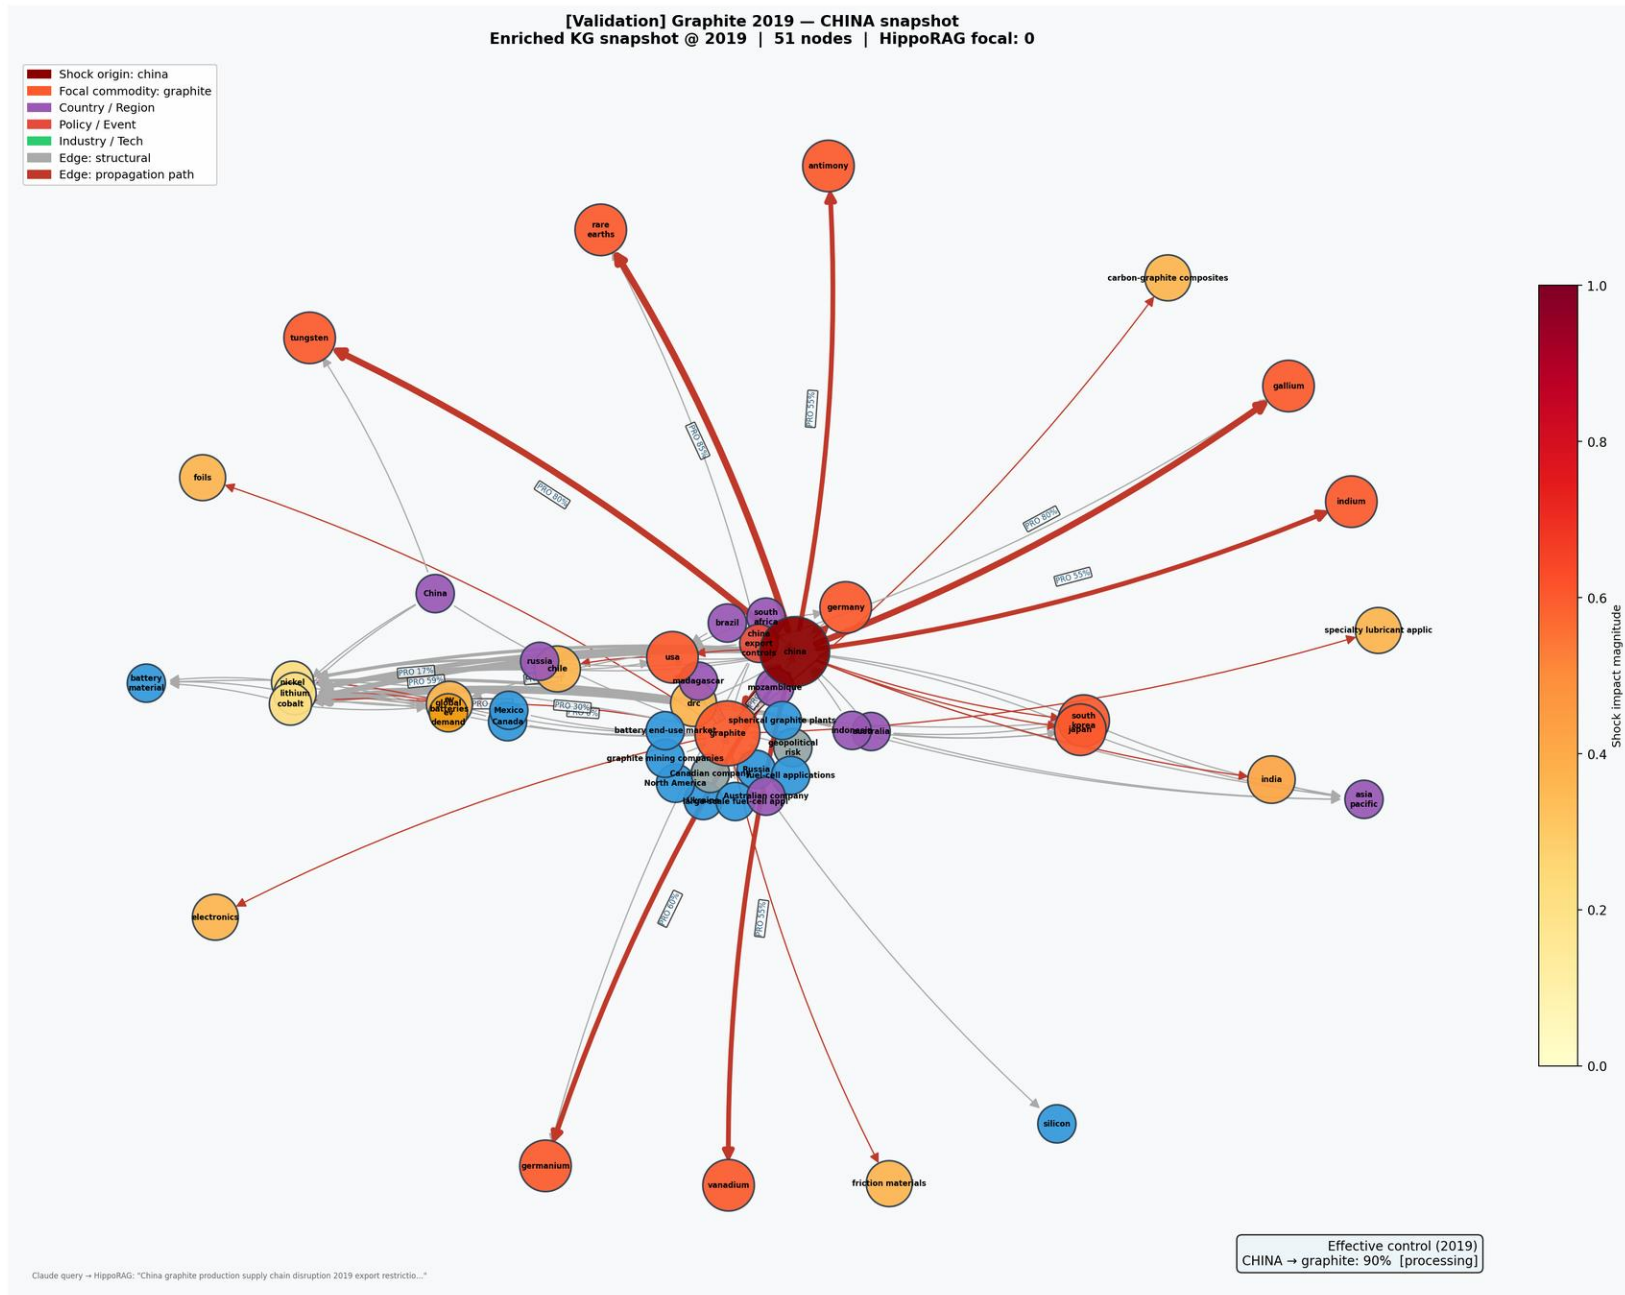 [Validation] Graphite 2019 — CHINA snapshot
Enriched KG snapshot @ 2019 | 51 nodes | HippoRAG focal: 0
Shock origin: china
Focal commodity: graphite
Country / Region
Policy / Event
Industry / Tech
Edge: structural
Edge: propagation path
antimony
rare
earths
carbon-graphite composites
tungsten
gallium
PRO 55%
PRO 85%
foils
PRO 80%
indium
PRO 80%
PRO 55%
China
germany
south
africa
brazil
china
export
controls
china
specialty lubricant applic
usa
russia
chile
PRO 17%
PRO 59%
battery
material
nickel
lithium
cobalt
madagascar
mozambique
global
ev
batteries
demand
Mexico
Canada
PRO 30%
drc
spherical graphite plants
battery end-use market
graphite
indonesia
australia
south
korea
japan
geopolitical
risk
graphite mining companies
Canadian company
Russia
fuel-cell applications
North America
Australian company
large-scale fuel-cell appl
india
asia
pacific
electronics
PRO 60%
PRO 55%
silicon
germanium
vanadium
friction materials
1.0
0.8
0.6
0.4
0.2
0.0
Shock impact magnitude
Effective control (2019)
CHINA → graphite: 90% [processing]
Claude query → HippoRAG: "China graphite production supply chain disruption 2019 export restrictio..."